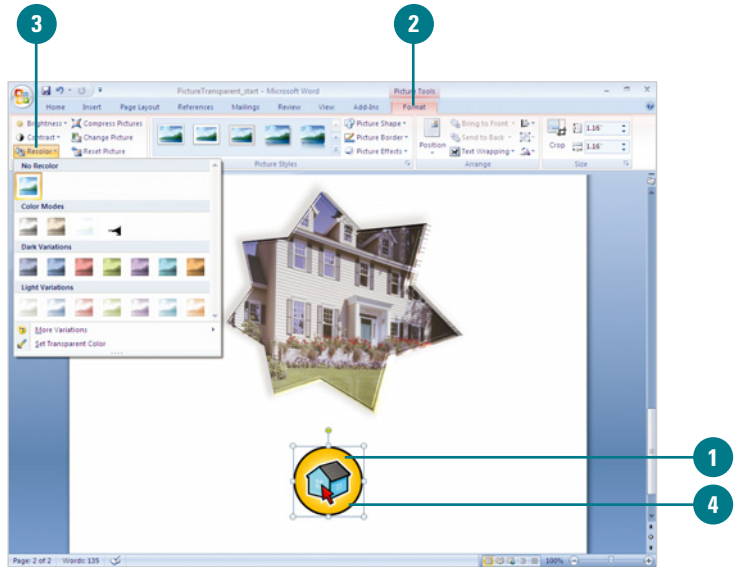 3
2
PictureTransparent_start - Microsoft Word
Picture Tools
Home Insert Page Layout References Mailings Review View Add-Ins Format
Brightness Compress Pictures
Contrast Change Picture
Recolor Reset Picture
Picture Shape
Picture Border
Picture Effects
Position
Bring to Front
Send to Back
Text Wrapping
Crop
1.16"
1.16"
Picture Styles
Arrange
Size
No Recolor
Color Modes
Dark Variations
Light Variations
More Variations
Set Transparent Color
1
4
Page: 2 of 2 Words: 135
100%